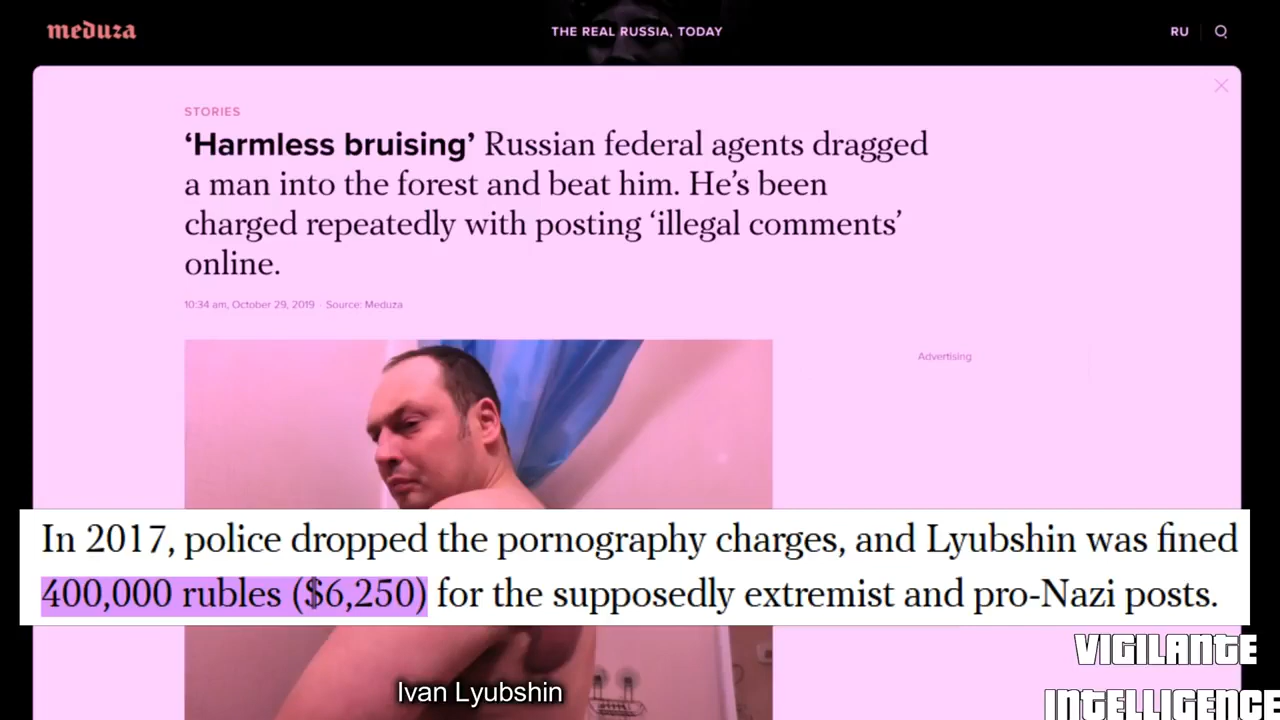 meduza
THE REAL RUSSIA, TODAY
RU
STORIES
‘Harmless bruising’ Russian federal agents dragged
a man into the forest and beat him. He’s been
charged repeatedly with posting ‘illegal comments’
online.
10:34 am, October 29, 2019 · Source: Meduza
Advertising
In 2017, police dropped the pornography charges, and Lyubshin was fined
400,000 rubles ($6,250) for the supposedly extremist and pro-Nazi posts.
VIGILANTE
INTELLIGENCE
Ivan Lyubshin